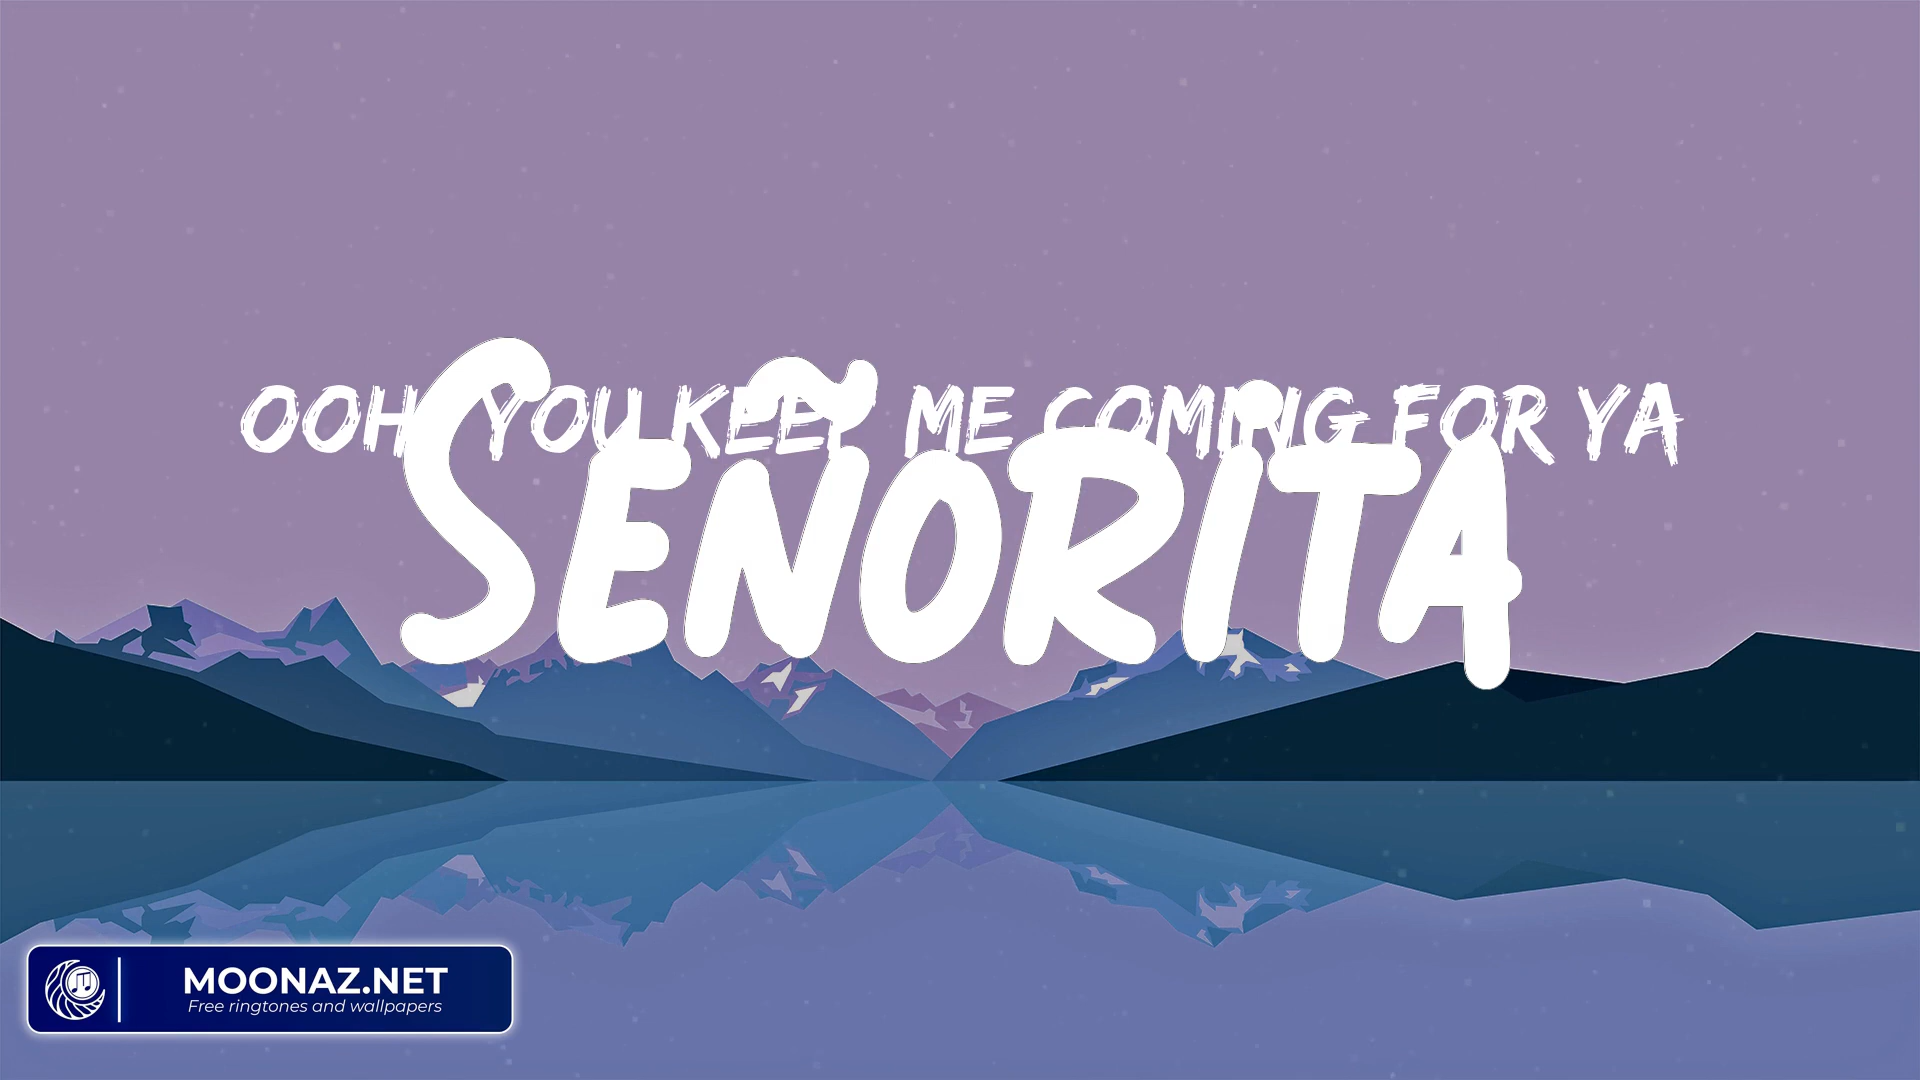 OOH YOU KEEP ME COMING FOR YA
SEÑORITA
MOONAZ.NET
Free ringtones and wallpapers